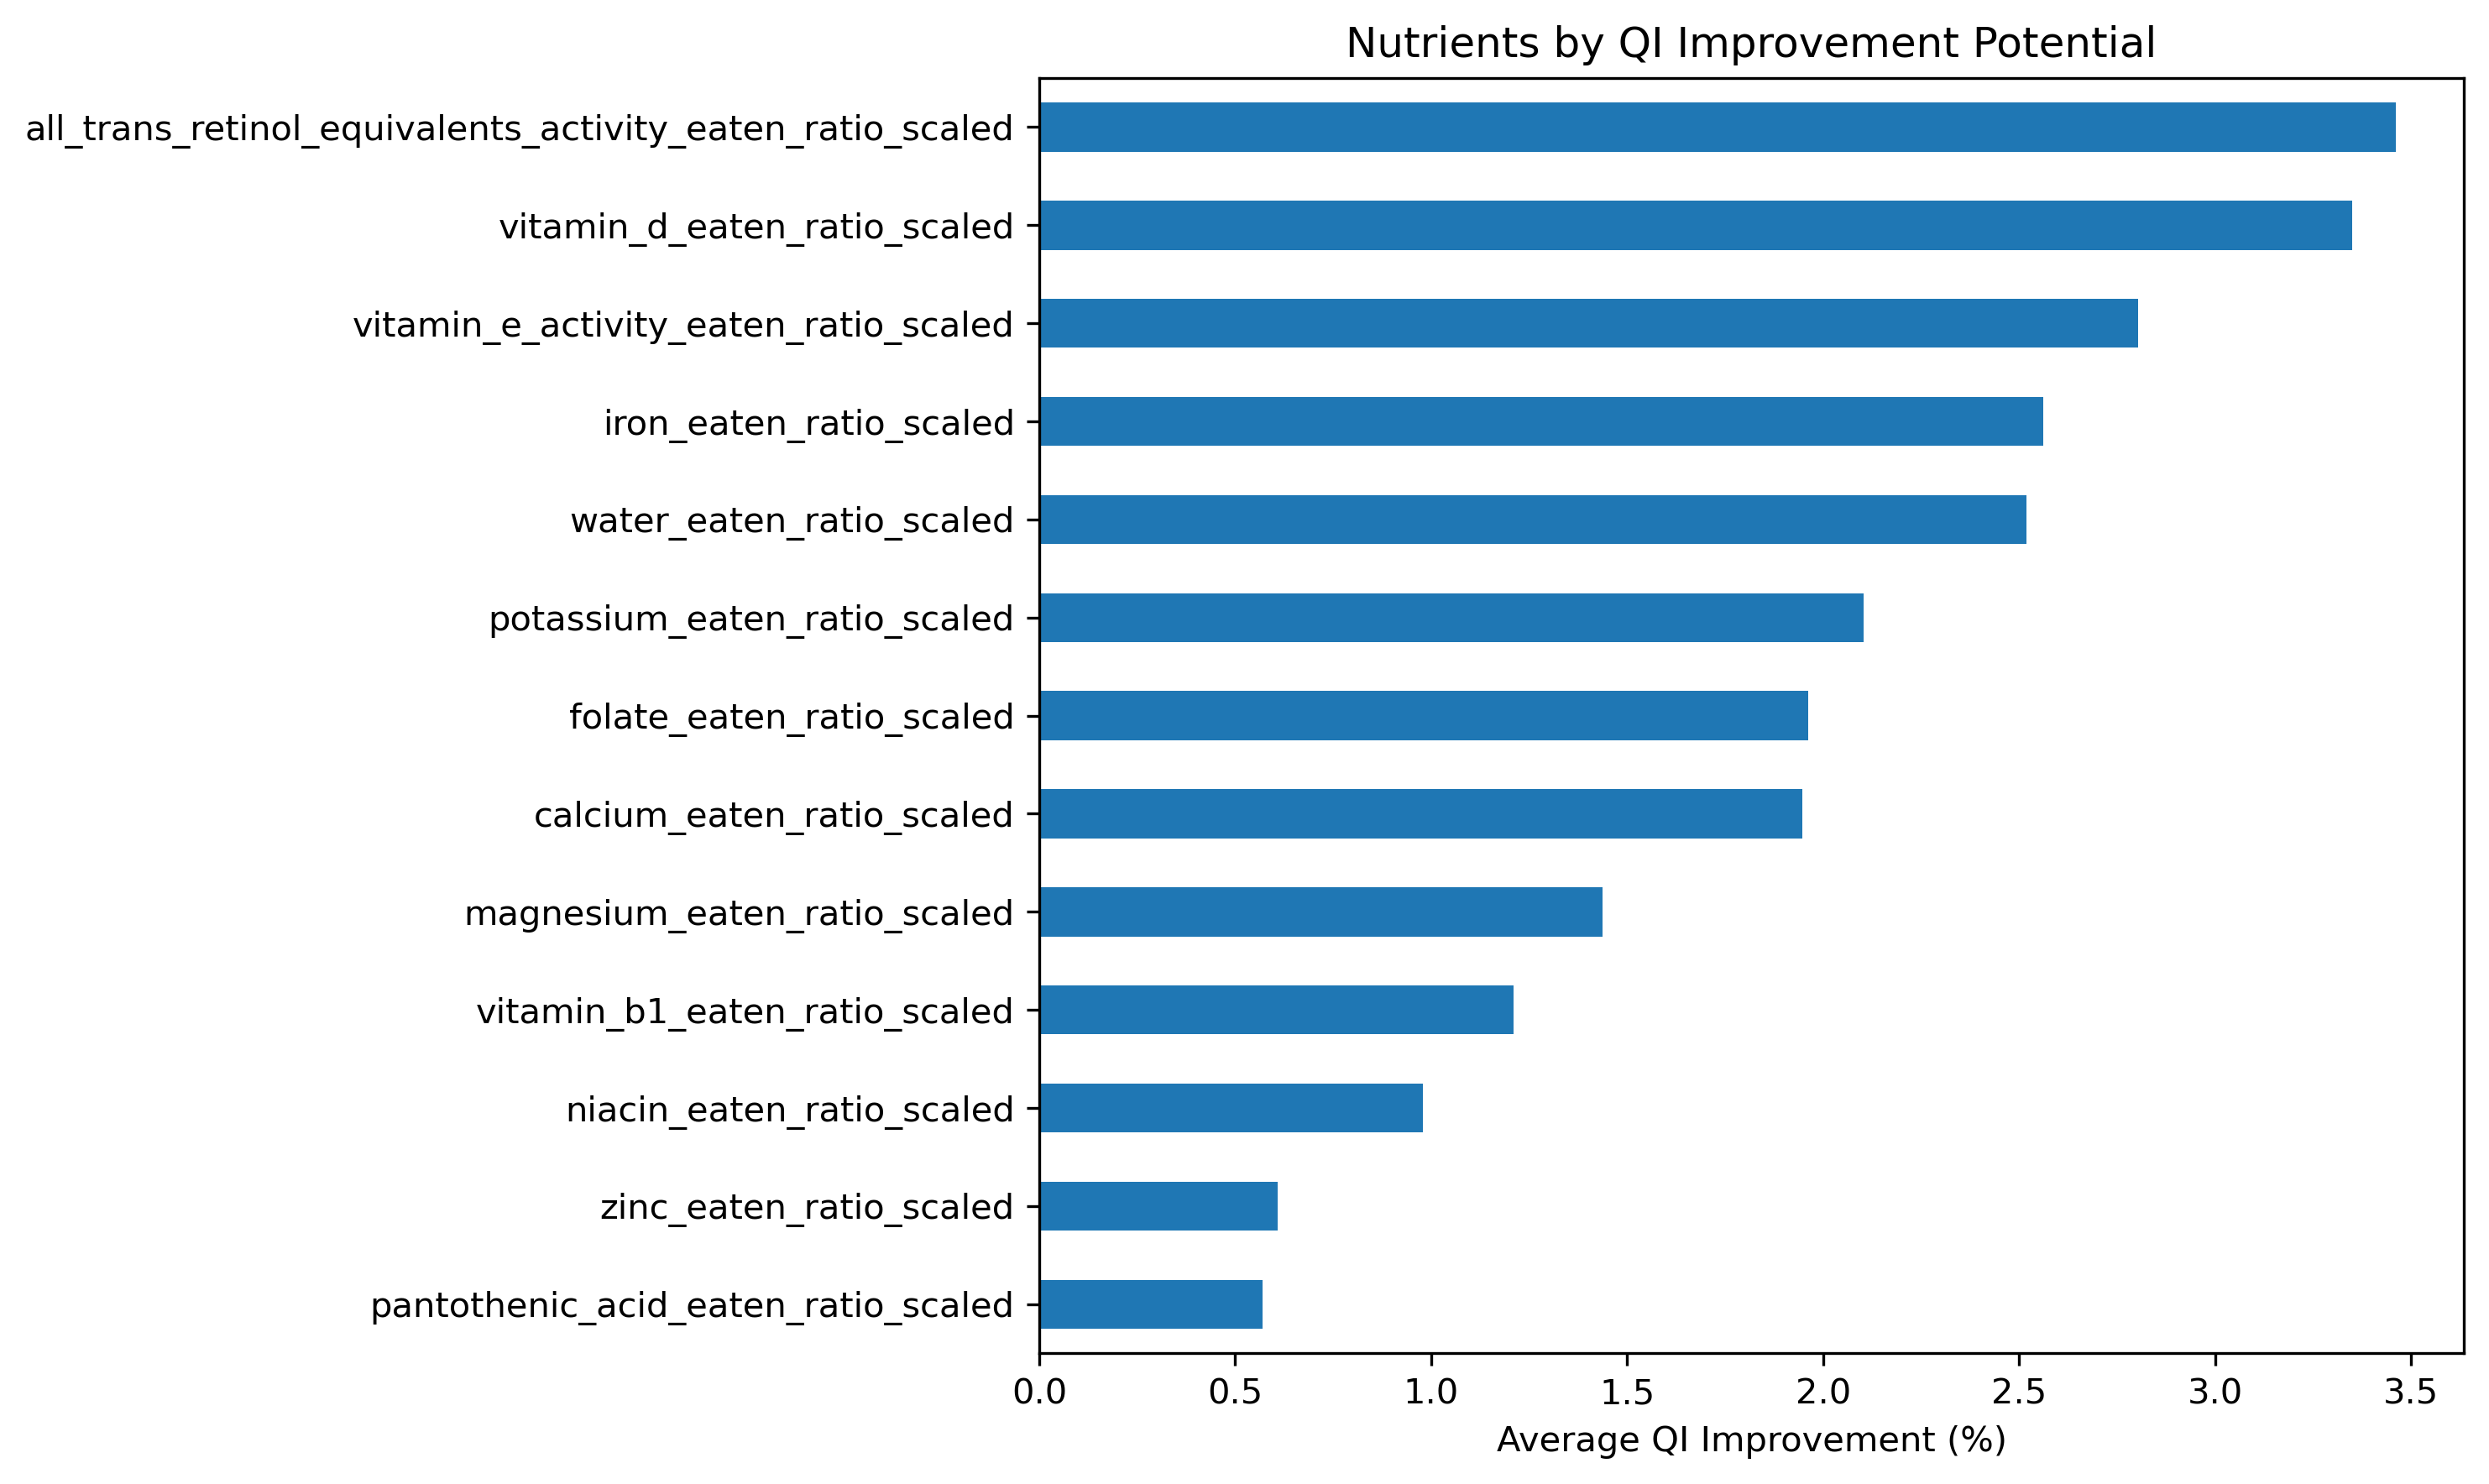 Nutrients by QI Improvement Potential
all_trans_retinol_equivalents_activity_eaten_ratio_scaled
vitamin_d_eaten_ratio_scaled
vitamin_e_activity_eaten_ratio_scaled
iron_eaten_ratio_scaled
water_eaten_ratio_scaled
potassium_eaten_ratio_scaled
folate_eaten_ratio_scaled
calcium_eaten_ratio_scaled
magnesium_eaten_ratio_scaled
vitamin_b1_eaten_ratio_scaled
niacin_eaten_ratio_scaled
zinc_eaten_ratio_scaled
pantothenic_acid_eaten_ratio_scaled
0.0 0.5 1.0 1.5 2.0 2.5 3.0 3.5
Average QI Improvement (%)